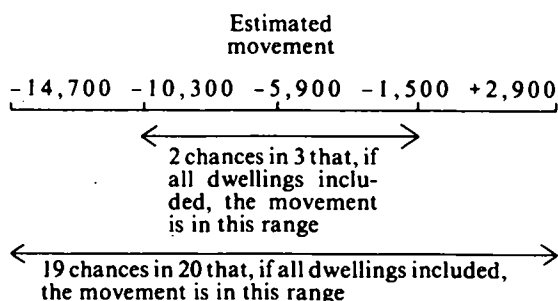 Estimated
movement
-14,700 -10,300 -5,900 -1,500 +2,900
2 chances in 3 that, if
all dwellings inclu-
ded, the movement
is in this range
19 chances in 20 that, if all dwellings included,
the movement is in this range